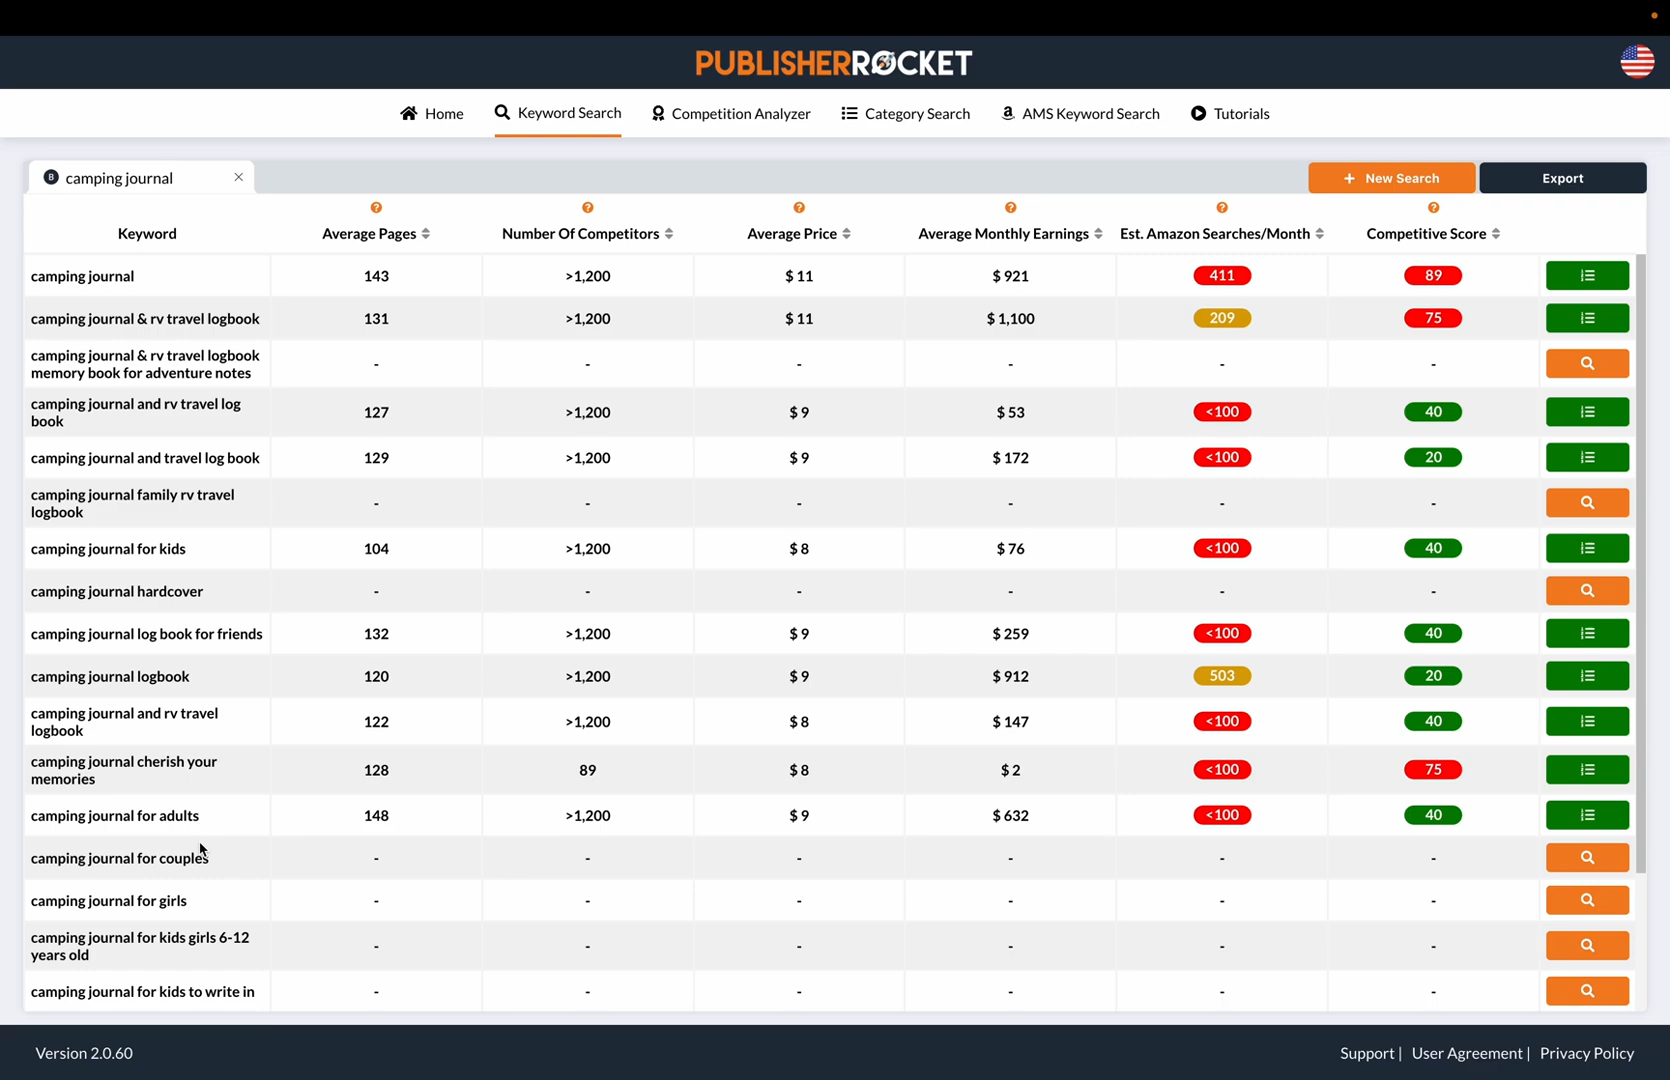 PUBLISHERROCKET
Home Keyword Search Competition Analyzer Category Search AMS Keyword Search Tutorials
B camping journal × + New Search Export
? ? ? ? ? ?
Keyword Average Pages Number Of Competitors Average Price Average Monthly Earnings Est. Amazon Searches/Month Competitive Score
camping journal 143 >1,200 $ 11 $ 921 411 89
camping journal & rv travel logbook 131 >1,200 $ 11 $ 1,100 209 75
camping journal & rv travel logbook
memory book for adventure notes - - - - - -
camping journal and rv travel log
book 127 >1,200 $ 9 $ 53 <100 40
camping journal and travel log book 129 >1,200 $ 9 $ 172 <100 20
camping journal family rv travel
logbook - - - - - -
camping journal for kids 104 >1,200 $ 8 $ 76 <100 40
camping journal hardcover - - - - - -
camping journal log book for friends 132 >1,200 $ 9 $ 259 <100 40
camping journal logbook 120 >1,200 $ 9 $ 912 503 20
camping journal and rv travel
logbook 122 >1,200 $ 8 $ 147 <100 40
camping journal cherish your
memories 128 89 $ 8 $ 2 <100 75
camping journal for adults 148 >1,200 $ 9 $ 632 <100 40
camping journal for couples - - - - - -
camping journal for girls - - - - - -
camping journal for kids girls 6-12
years old - - - - - -
camping journal for kids to write in - - - - - -
Version 2.0.60 Support | User Agreement | Privacy Policy